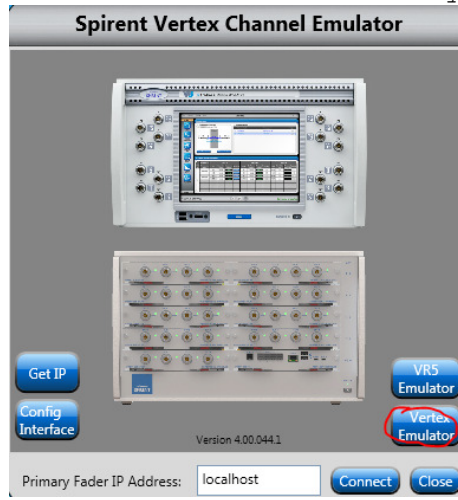 Spirent Vertex Channel Emulator
Get IP
VR5
Emulator
Config
Interface
Vertex
Emulator
Version 4.00.044.1
Primary Fader IP Address:
localhost
Connect
Close